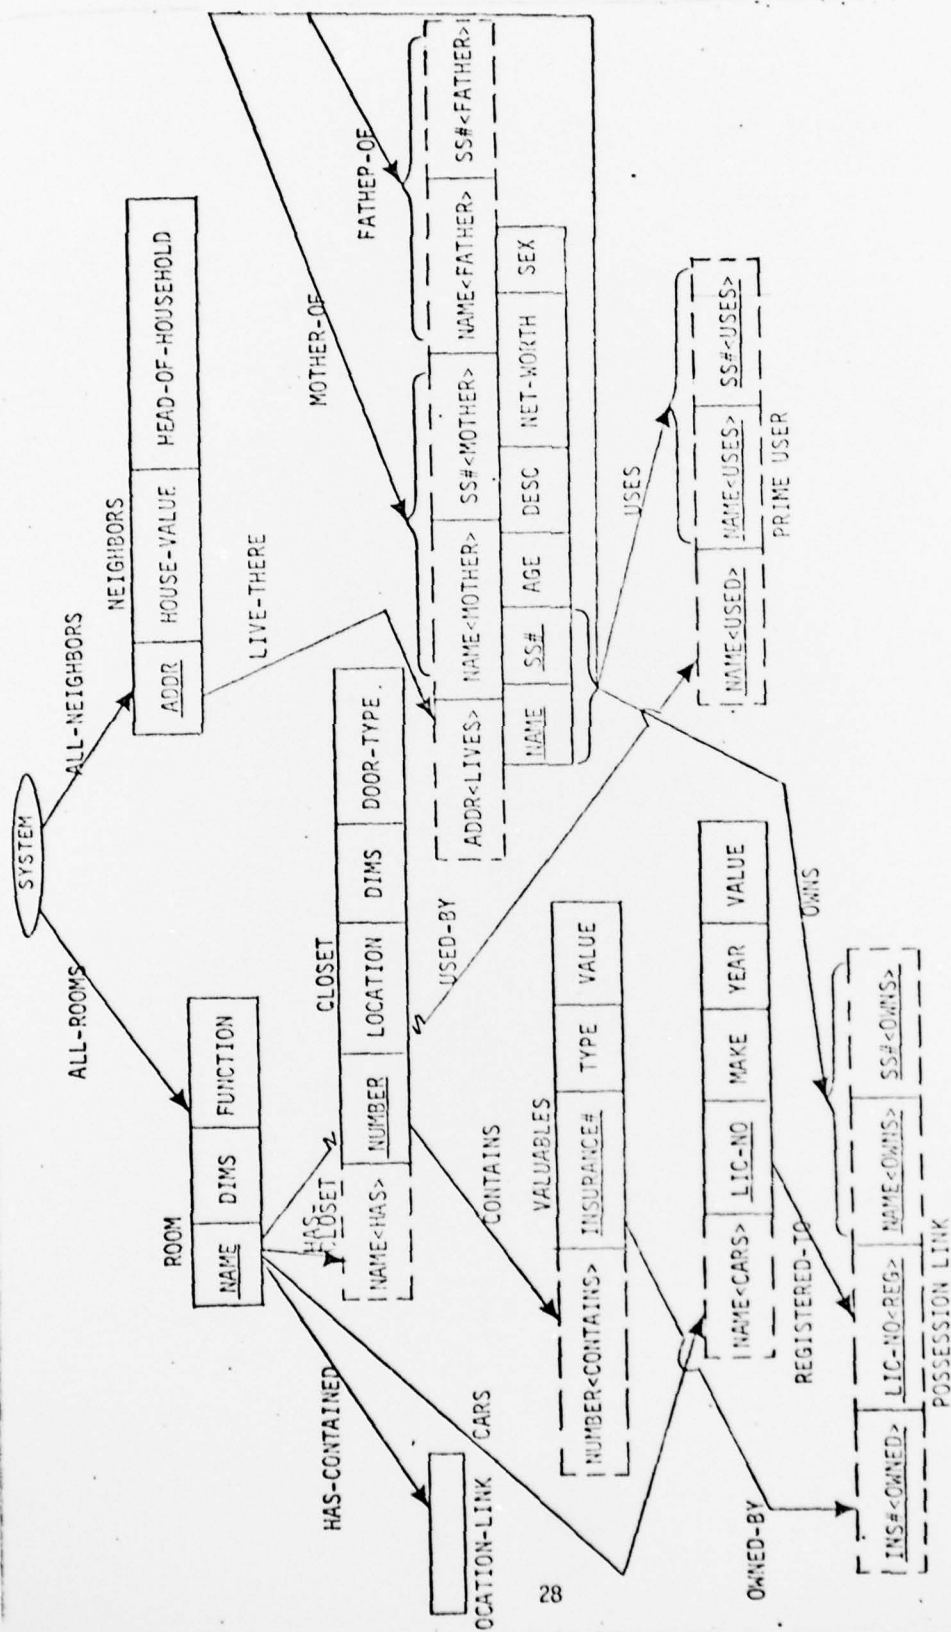 SYSTEM
ALL-ROOMS
ALL-NEIGHBORS
ROOM
NAME DIMS FUNCTION
NEIGHBORS
ADDR HOUSE-VALUE HEAD-OF-HOUSEHOLD
HAS-CONTAINED
HAS-
CLOSET
CLOSET
NAME<HAS> NUMBER LOCATION DIMS DOOR-TYPE
LIVE-THERE
MOTHER-OF
FATHEP-OF
OCATION-LINK
CARS
CONTAINS
USED-BY
ADDR<LIVES> NAME<MOTHER> SS#<MOTHER> NAME<FATHER> SS#<FATHER>
NAME SS# AGE DESC NET-WORTH SEX
VALUABLES
NUMBER<CONTAINS> INSURANCE# TYPE VALUE
USES
NAME<CARS> LIC-NO MAKE YEAR VALUE
NAME<USED> NAME<USES> SS#<USES>
PRIME USER
OWNED-BY
REGISTERED-TO
OWNS
INS#<OWNED> LIC-NO<REG> NAME<OWNS> SS#<OWNS>
POSSESSION LINK
28